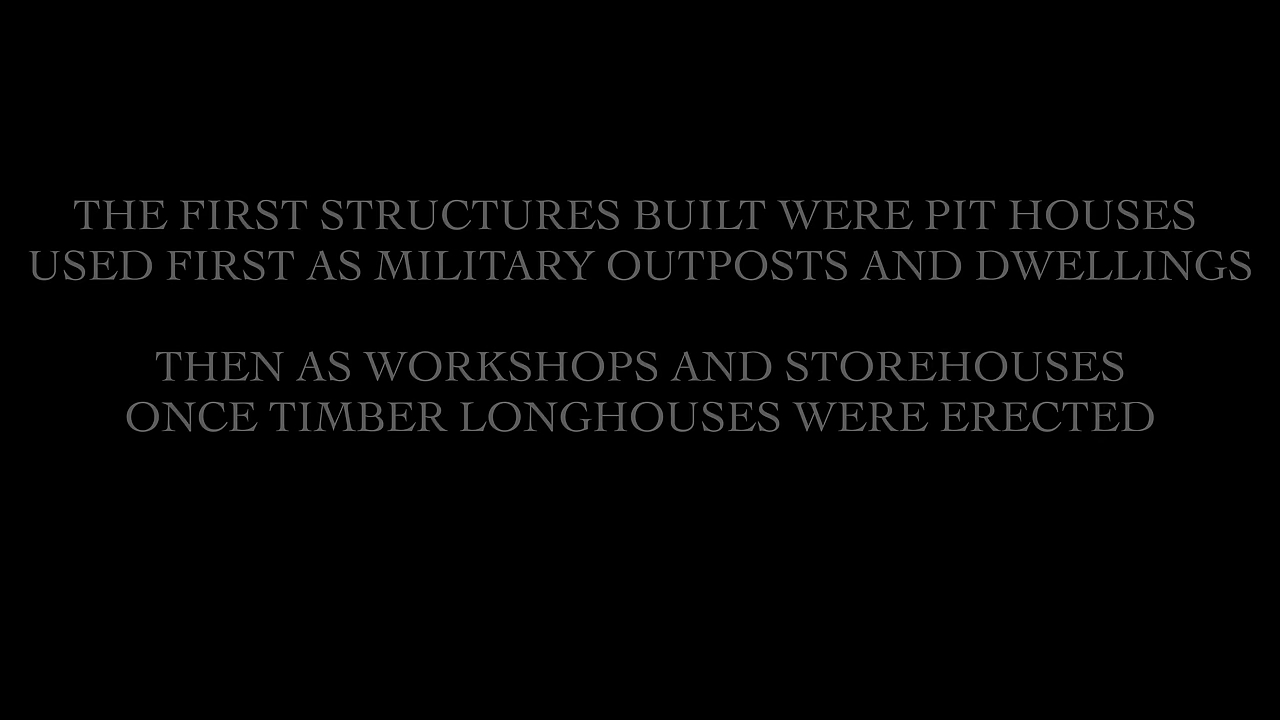 THE FIRST STRUCTURES BUILT WERE PIT HOUSES
USED FIRST AS MILITARY OUTPOSTS AND DWELLINGS
THEN AS WORKSHOPS AND STOREHOUSES
ONCE TIMBER LONGHOUSES WERE ERECTED